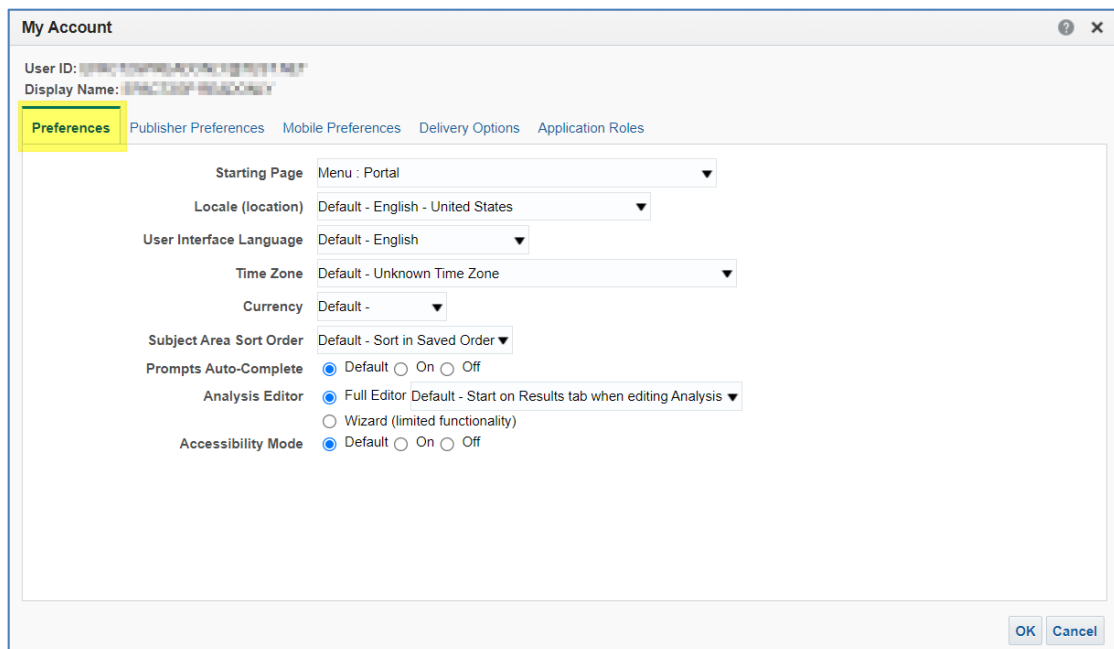 My Account
User ID:
Display Name:
Preferences Publisher Preferences Mobile Preferences Delivery Options Application Roles
Starting Page Menu : Portal
Locale (location) Default - English - United States
User Interface Language Default - English
Time Zone Default - Unknown Time Zone
Currency Default -
Subject Area Sort Order Default - Sort in Saved Order
Prompts Auto-Complete Default On Off
Analysis Editor Full Editor Default - Start on Results tab when editing Analysis
Wizard (limited functionality)
Accessibility Mode Default On Off
OK Cancel